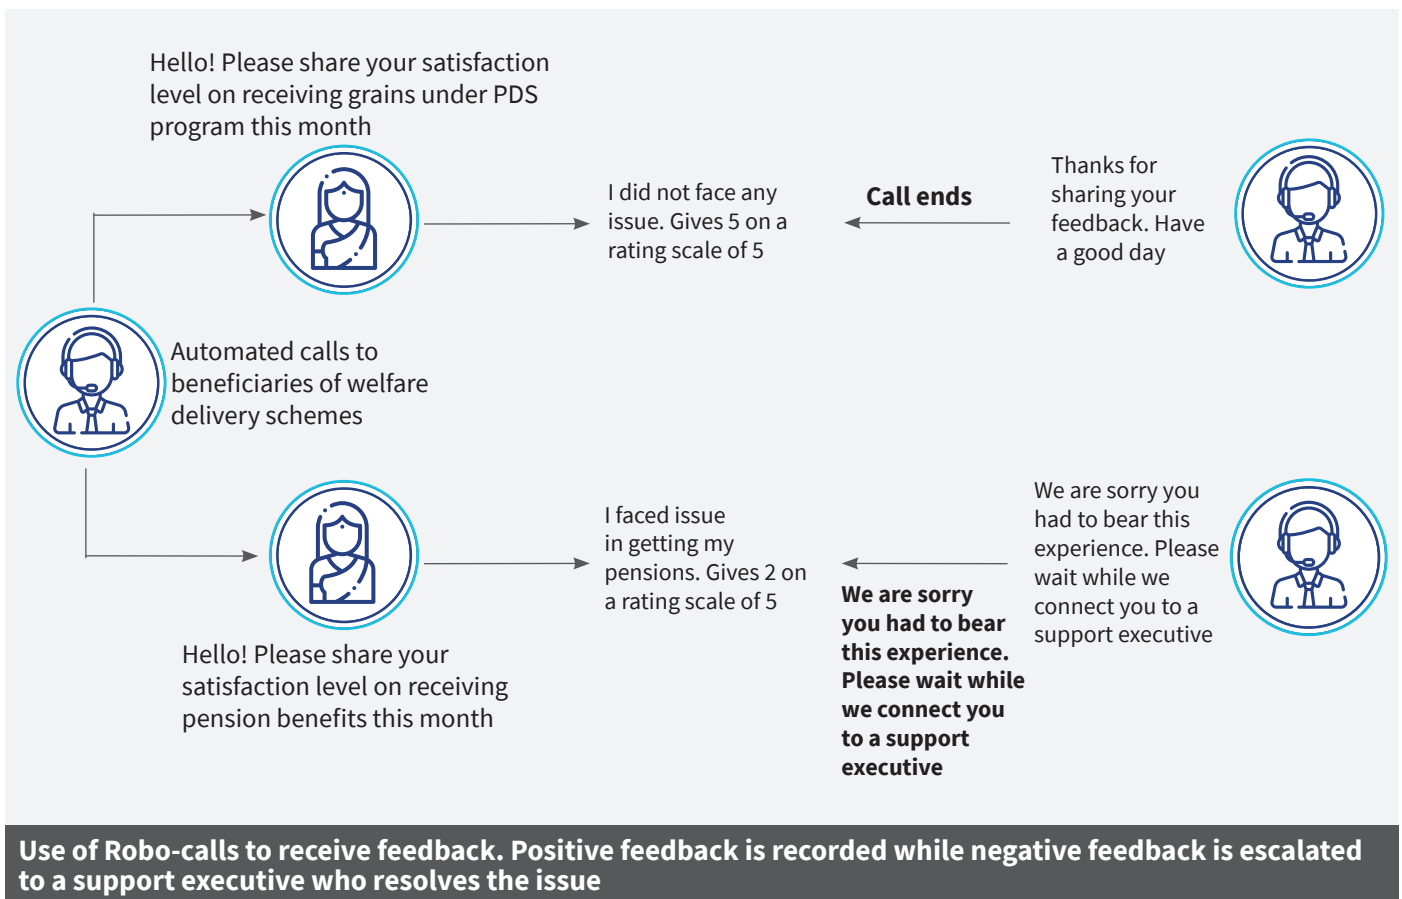 Hello! Please share your satisfaction
level on receiving grains under PDS
program this month
I did not face any
issue. Gives 5 on a
rating scale of 5
Call ends
Thanks for
sharing your
feedback. Have
a good day
Automated calls to
beneficiaries of welfare
delivery schemes
I faced issue
in getting my
pensions. Gives 2 on
a rating scale of 5
We are sorry
you had to bear
this experience.
Please wait while
we connect you
to a support
executive
We are sorry you
had to bear this
experience. Please
wait while we
connect you to a
support executive
Hello! Please share your
satisfaction level on receiving
pension benefits this month
Use of Robo-calls to receive feedback. Positive feedback is recorded while negative feedback is escalated
to a support executive who resolves the issue